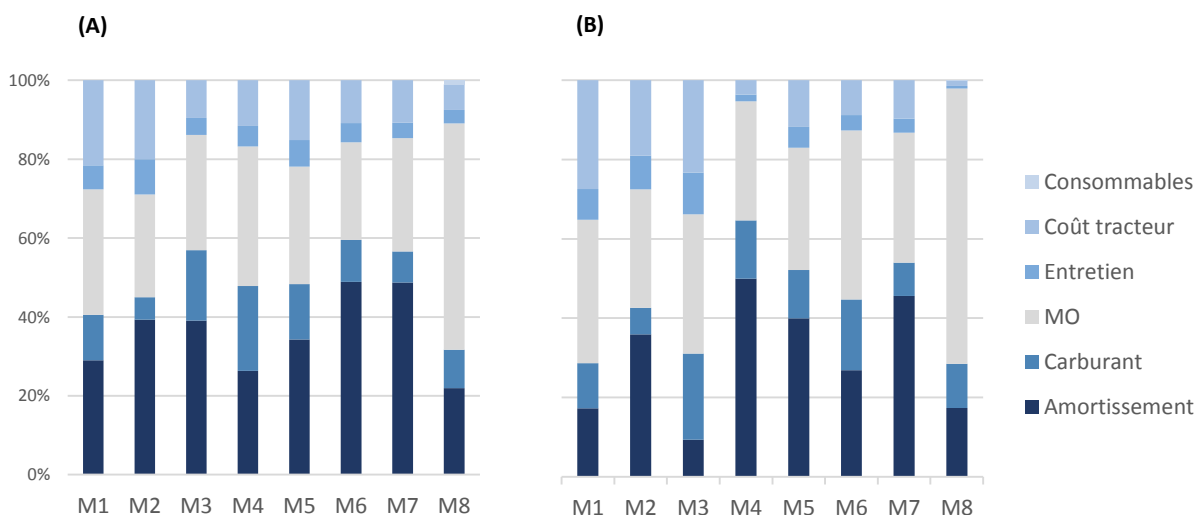 (A)
(B)
100%
80%
60%
40%
20%
0%
M1 M2 M3 M4 M5 M6 M7 M8
M1 M2 M3 M4 M5 M6 M7 M8
Consommables
Coût tracteur
Entretien
MO
Carburant
Amortissement